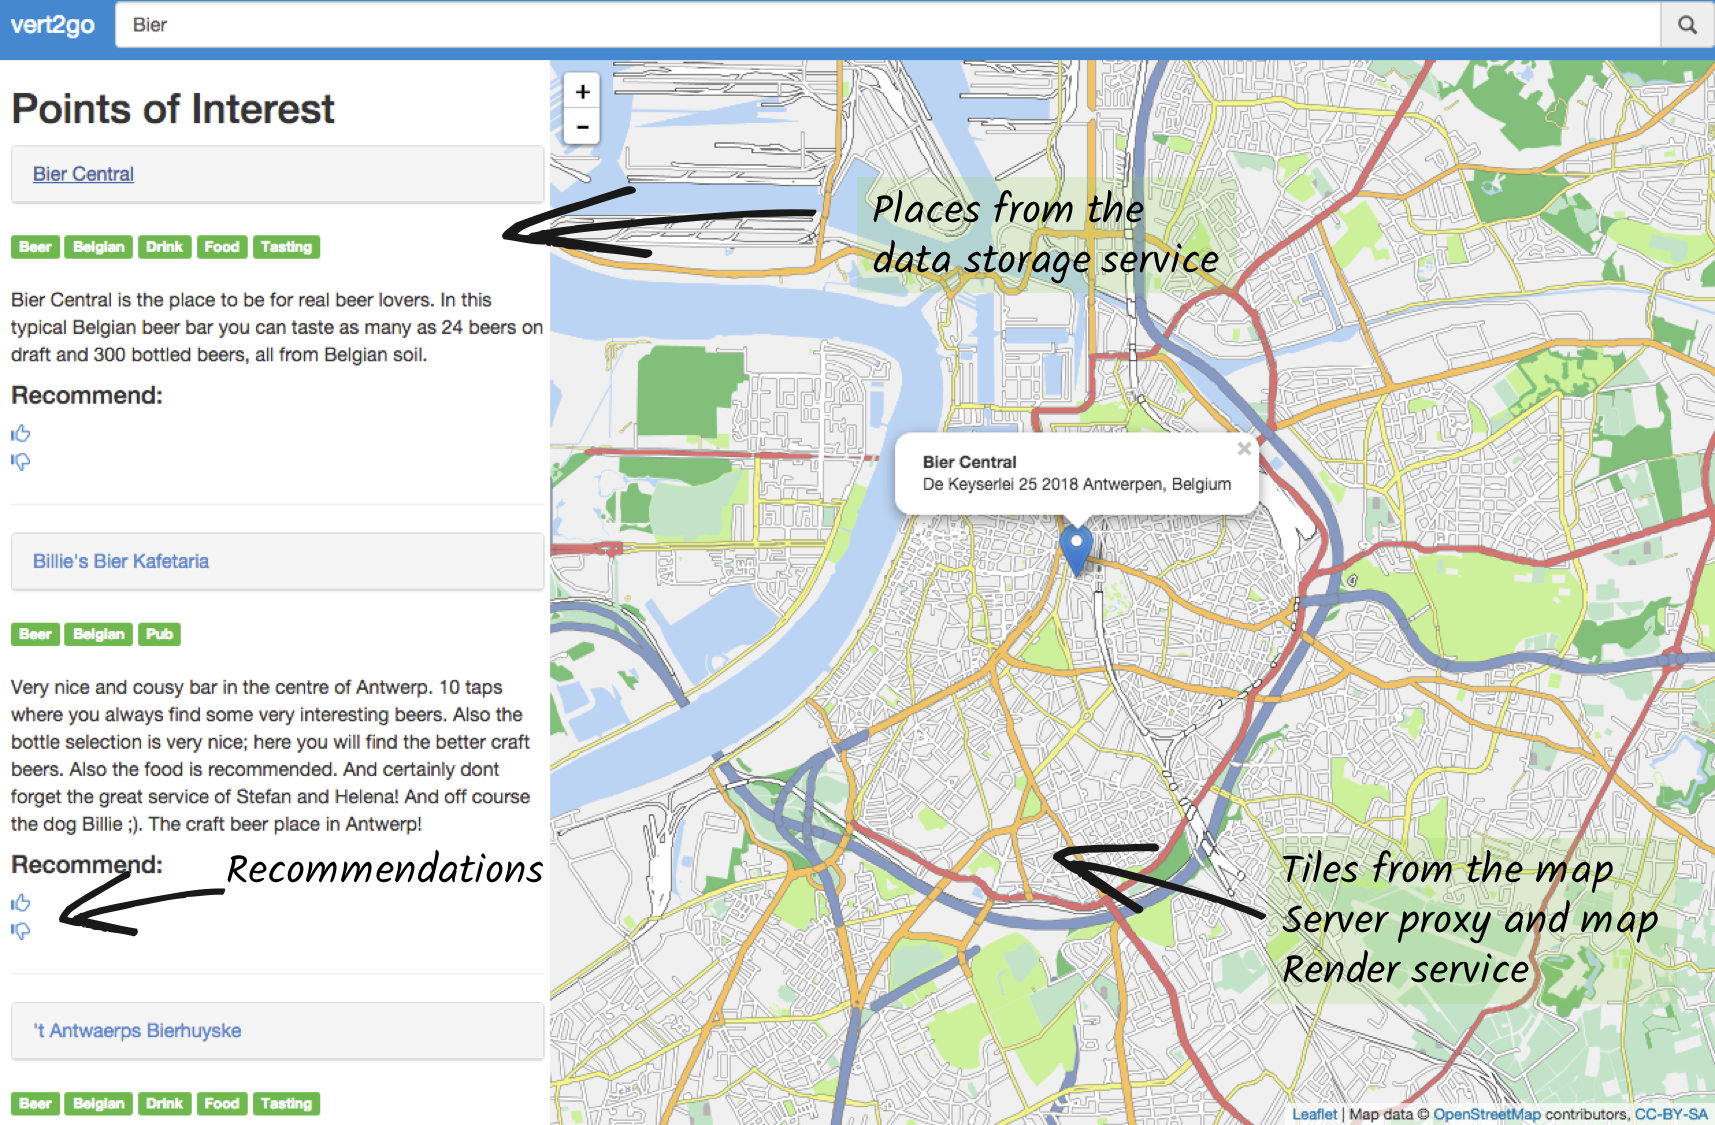 vert2go
Bier
Points of Interest
Bier Central
Beer Belgian Drink Food Tasting
Bier Central is the place to be for real beer lovers. In this
typical Belgian beer bar you can taste as many as 24 beers on
draft and 300 bottled beers, all from Belgian soil.
Recommend:
Billie's Bier Kafetaria
Beer Belgian Pub
Very nice and cousy bar in the centre of Antwerp. 10 taps
where you always find some very interesting beers. Also the
bottle selection is very nice; here you will find the better craft
beers. Also the food is recommended. And certainly dont
forget the great service of Stefan and Helena! And off course
the dog Billie ;). The craft beer place in Antwerp!
Recommend:
Recommendations
't Antwaerps Bierhuyske
Beer Belgian Drink Food Tasting
+
-
Places from the
data storage service
Bier Central
×
De Keyserlei 25 2018 Antwerpen, Belgium
Tiles from the map
Server proxy and map
Render service
Leaflet | Map data © OpenStreetMap contributors, CC-BY-SA